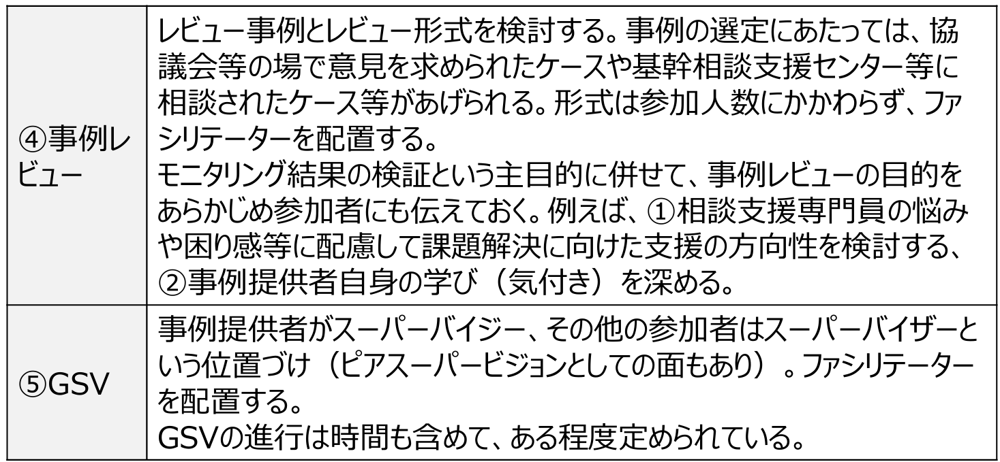 ④事例レ
ビュー
レビュー事例とレビュー形式を検討する。事例の選定にあたっては、協
議会等の場で意見を求められたケースや基幹相談支援センター等に
相談されたケース等があげられる。形式は参加人数にかかわらず、ファ
シリテーターを配置する。
モニタリング結果の検証という主目的に併せて、事例レビューの目的を
あらかじめ参加者にも伝えておく。例えば、①相談支援専門員の悩み
や困り感等に配慮して課題解決に向けた支援の方向性を検討する、
②事例提供者自身の学び（気付き）を深める。
⑤GSV
事例提供者がスーパーバイジー、その他の参加者はスーパーバイザーと
いう位置づけ（ピアスーパービジョンとしての面もあり）。ファシリテーター
を配置する。
GSVの進行は時間も含めて、ある程度定められている。